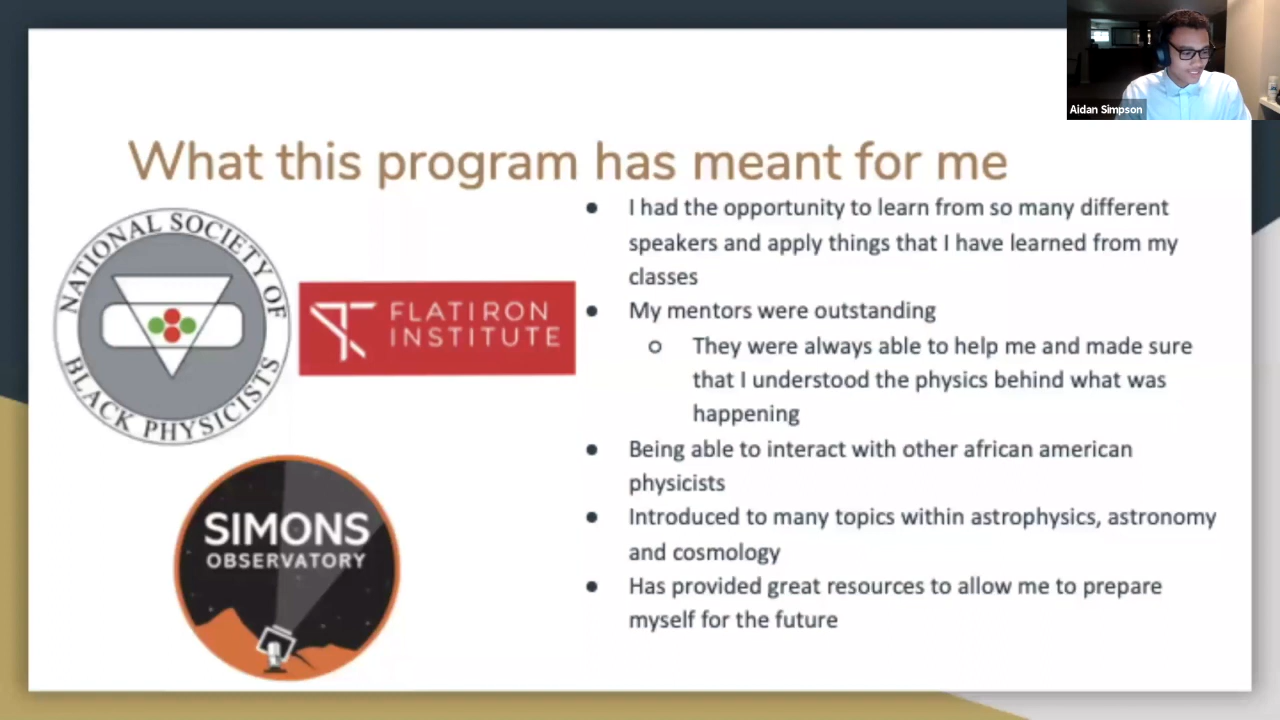 Aidan Simpson
What this program has meant for me
NATIONAL SOCIETY OF
BLACK PHYSICISTS
FLATIRON
INSTITUTE
SIMONS
OBSERVATORY
● I had the opportunity to learn from so many different
speakers and apply things that I have learned from my
classes
● My mentors were outstanding
○ They were always able to help me and made sure
that I understood the physics behind what was
happening
● Being able to interact with other african american
physicists
● Introduced to many topics within astrophysics, astronomy
and cosmology
● Has provided great resources to allow me to prepare
myself for the future